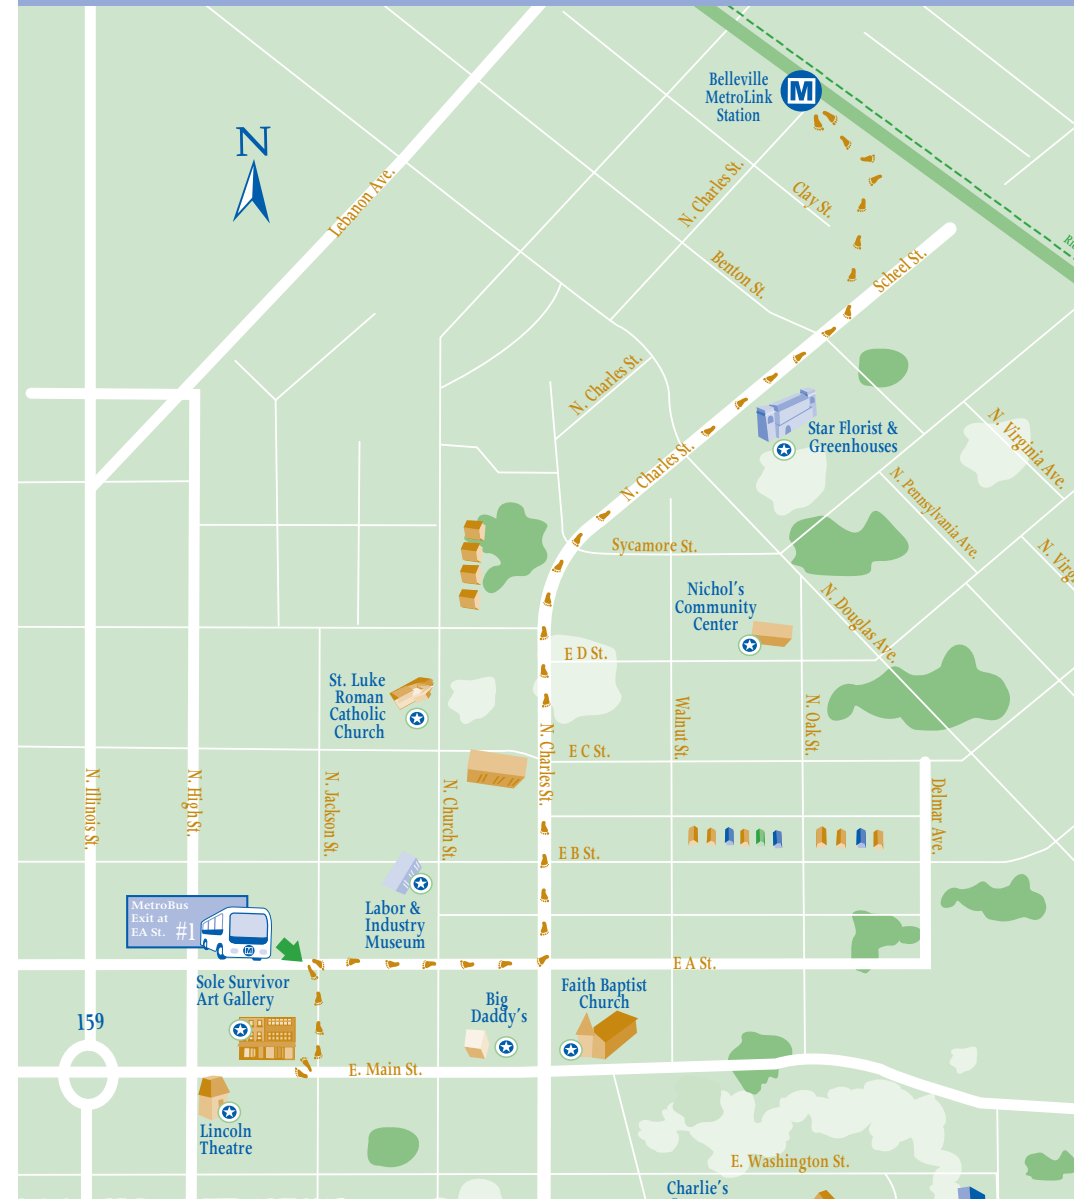 Belleville
MetroLink
Station
M
N
Lebanon Ave.
N. Charles St.
Clay St.
Benton St.
Scheel St.
N. Charles St.
Star Florist &
Greenhouses
N. Virginia Ave.
N. Charles St.
N. Pennsylvania Ave.
Sycamore St.
Nichol's
Community
Center
N. Douglas Ave.
E D St.
St. Luke
Roman
Catholic
Church
Walnut St.
N. Oak St.
N. Charles St.
E C St.
N. Illinois St.
N. High St.
N. Jackson St.
N. Church St.
Delmar Ave.
E B St.
MetroBus
Exit at
EA St.
#1
M
Labor &
Industry
Museum
E A St.
Sole Survivor
Art Gallery
Big
Daddy's
Faith Baptist
Church
159
E. Main St.
Lincoln
Theatre
E. Washington St.
Charlie's